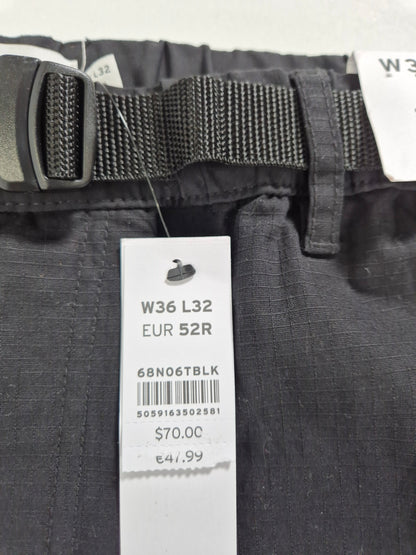 L32
W3
W36 L32
EUR 52R
68N06TBLK
5059163502581
$70.00
€47.99